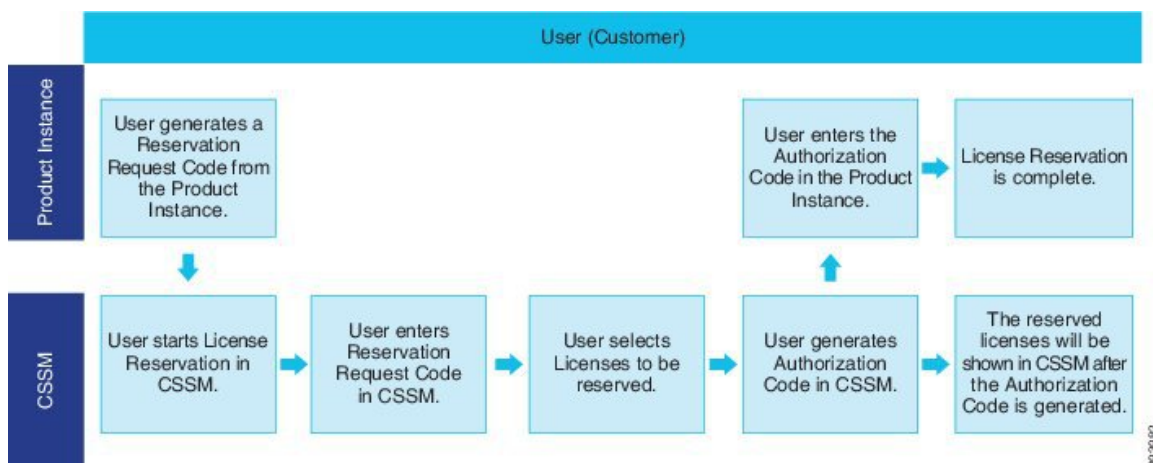 User (Customer)
Product Instance
User generates a
Reservation
Request Code from
the Product
Instance.
User enters the
Authorization
Code in the Product
Instance.
License Reservation
is complete.
CSSM
User starts License
Reservation in
CSSM.
User enters
Reservation
Request Code
in CSSM.
User selects
Licenses to be
reserved.
User generates
Authorization
Code in CSSM.
The reserved
licenses will be
shown in CSSM after
the Authorization
Code is generated.